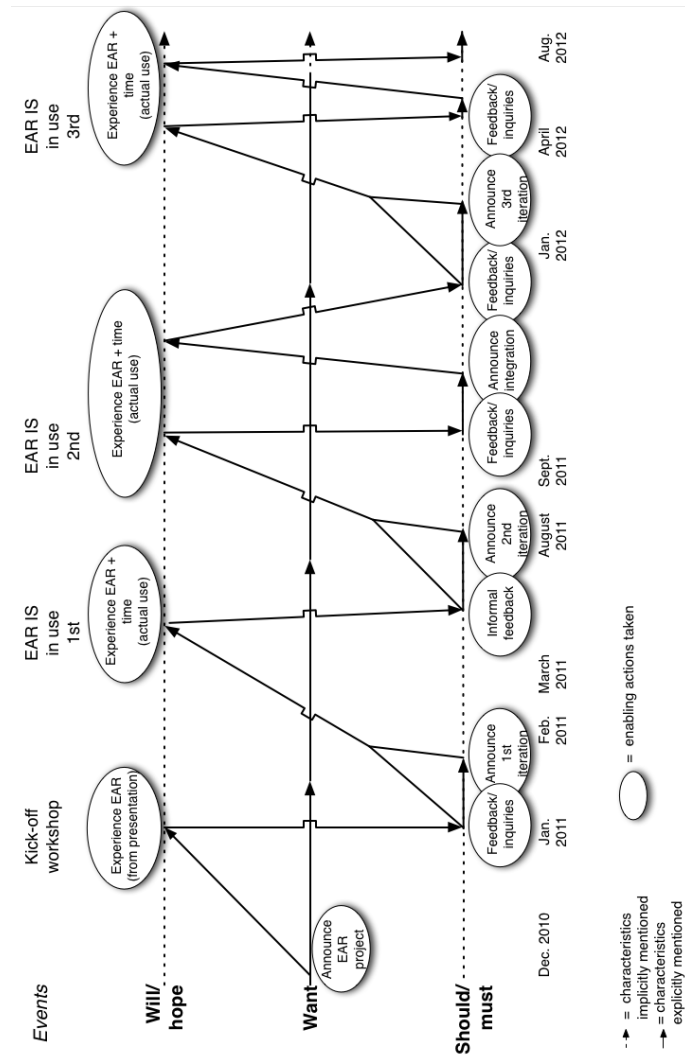 Events
Kick-off
workshop
EAR IS
in use
1st
EAR IS
in use
2nd
EAR IS
in use
3rd
Will/
hope
Experience EAR
(from presentation)
Experience EAR +
time
(actual use)
Experience EAR + time
(actual use)
Experience EAR +
time
(actual use)
Want
Announce
EAR
project
Should/
must
Feedback/
inquiries
Announce
1st
iteration
Informal
feedback
Announce
2nd
iteration
Feedback/
inquiries
Announce
integration
Feedback/
inquiries
Announce
3rd
iteration
Feedback/
inquiries
Dec. 2010
Jan.
2011
Feb.
2011
March
2011
August
2011
Sept.
2011
Jan.
2012
April
2012
Aug.
2012
= characteristics
implicitly mentioned
= characteristics
explicitly mentioned
= enabling actions taken